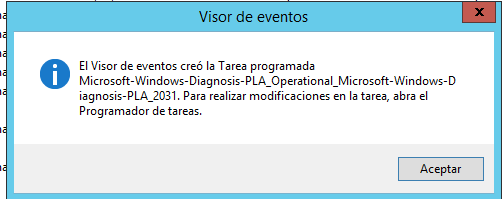 Visor de eventos
x
El Visor de eventos creó la Tarea programada
Microsoft-Windows-Diagnosis-PLA_Operational_Microsoft-Windows-D
iagnosis-PLA_2031. Para realizar modificaciones en la tarea, abra el
Programador de tareas.
Aceptar